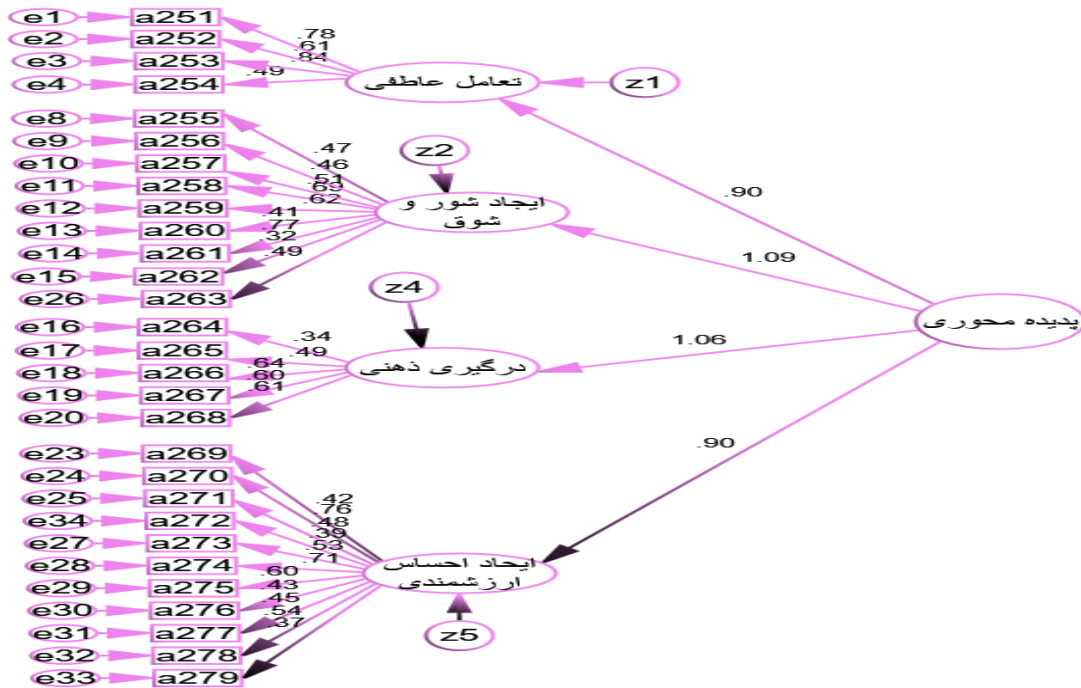 e1 a251
e2 a252
e3 a253
e4 a254
.78
.61
.84
.49
تعامل عاطفی
z1
e8 a255
e9 a256
e10 a257
e11 a258
e12 a259
e13 a260
e14 a261
e15 a262
e26 a263
.47
.46
.51
.69
.62
.41
.77
.32
.49
z2
ایجاد شور و
شوق
.90
1.09
1.06
.90
پدیده محوری
e16 a264
e17 a265
e18 a266
e19 a267
e20 a268
.34
.49
.64
.60
.61
z4
درگیری ذهنی
e23 a269
e24 a270
e25 a271
e34 a272
e27 a273
e28 a274
e29 a275
e30 a276
e31 a277
e32 a278
e33 a279
.42
.76
.48
.39
.53
.71
.60
.43
.45
.54
.37
ایجاد احساس
ارزشمندی
z5